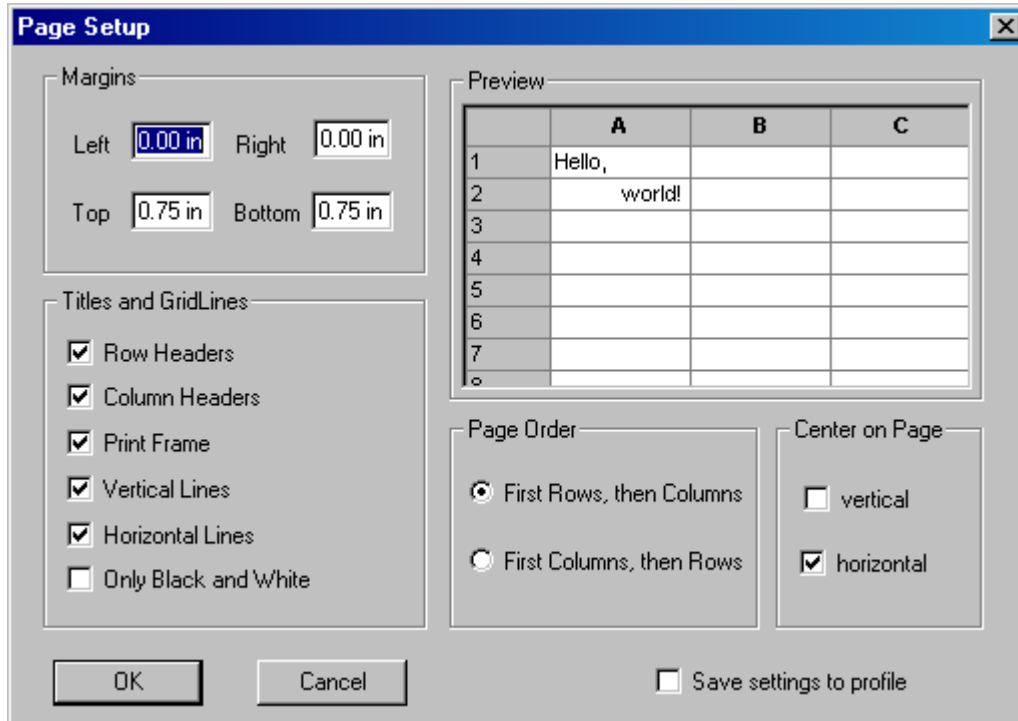 Page Setup
Margins
Left 0.00 in Right 0.00 in
Top 0.75 in Bottom 0.75 in
Titles and GridLines
Row Headers
Column Headers
Print Frame
Vertical Lines
Horizontal Lines
Only Black and White
Preview
A B C
1 Hello,
2 world!
3
4
5
6
7
Page Order
First Rows, then Columns
First Columns, then Rows
Center on Page
vertical
horizontal
OK Cancel Save settings to profile